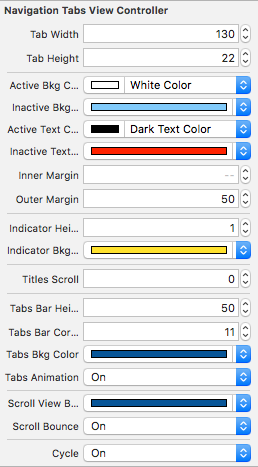 Navigation Tabs View Controller
Tab Width 130
Tab Height 22
Active Bkg C... White Color
Inactive Bkg...
Active Text C... Dark Text Color
Inactive Text...
Inner Margin --
Outer Margin 50
Indicator Hei... 1
Indicator Bkg...
Titles Scroll 0
Tabs Bar Hei... 50
Tabs Bar Cor... 11
Tabs Bkg Color
Tabs Animation On
Scroll View B...
Scroll Bounce On
Cycle On